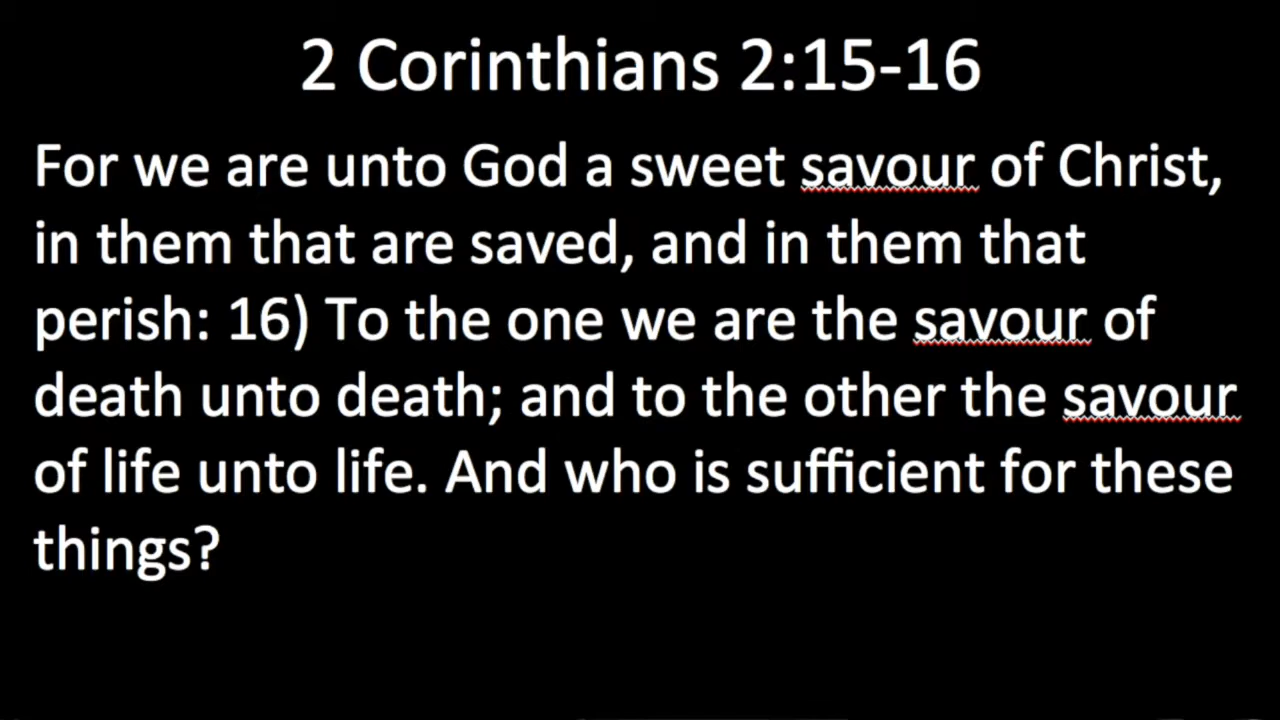 2 Corinthians 2:15-16
For we are unto God a sweet savour of Christ,
in them that are saved, and in them that
perish: 16) To the one we are the savour of
death unto death; and to the other the savour
of life unto life. And who is sufficient for these
things?